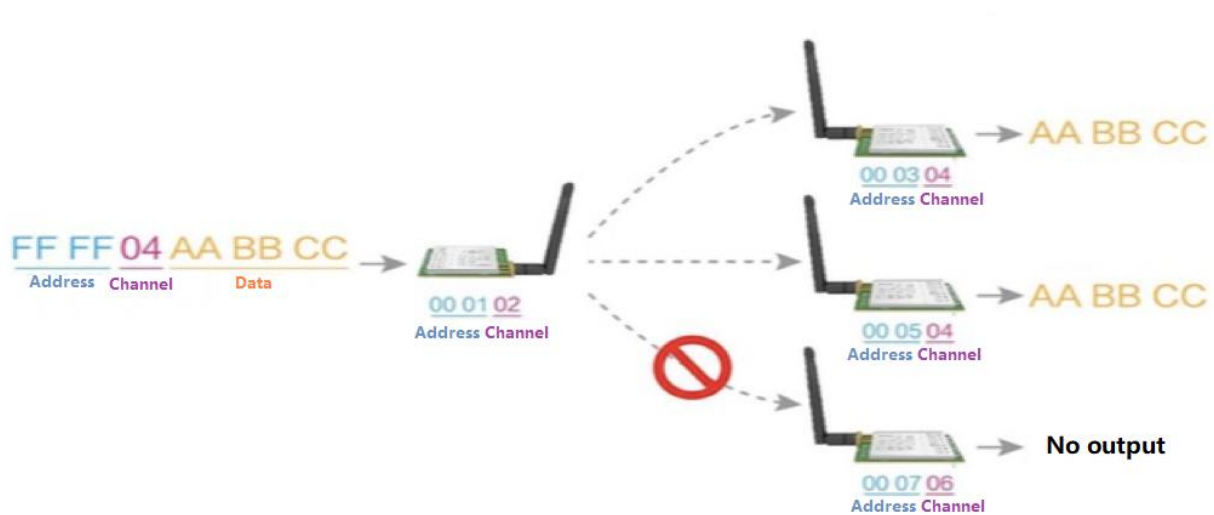 FF FF 04 AA BB CC
Address Channel Data
00 01 02
Address Channel
00 03 04
Address Channel
AA BB CC
00 05 04
Address Channel
AA BB CC
00 07 06
Address Channel
No output